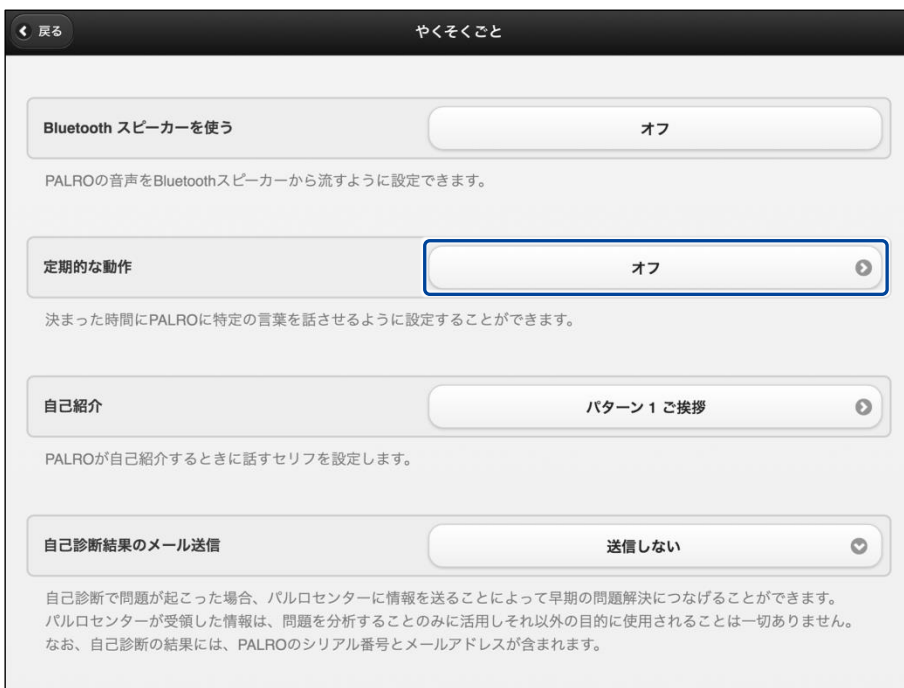 戻る
やくそくごと
Bluetooth スピーカーを使う
オフ
PALROの音声をBluetoothスピーカーから流すように設定できます。
定期的な動作
オフ
決まった時間にPALROに特定の言葉を話させるように設定することができます。
自己紹介
パターン 1 ご挨拶
PALROが自己紹介するときに話すセリフを設定します。
自己診断結果のメール送信
送信しない
自己診断で問題が起こった場合、パルロセンターに情報を送ることによって早期の問題解決につなげることができます。
パルロセンターが受領した情報は、問題を分析することのみに活用しそれ以外の目的に使用されることは一切ありません。
なお、自己診断の結果には、PALROのシリアル番号とメールアドレスが含まれます。